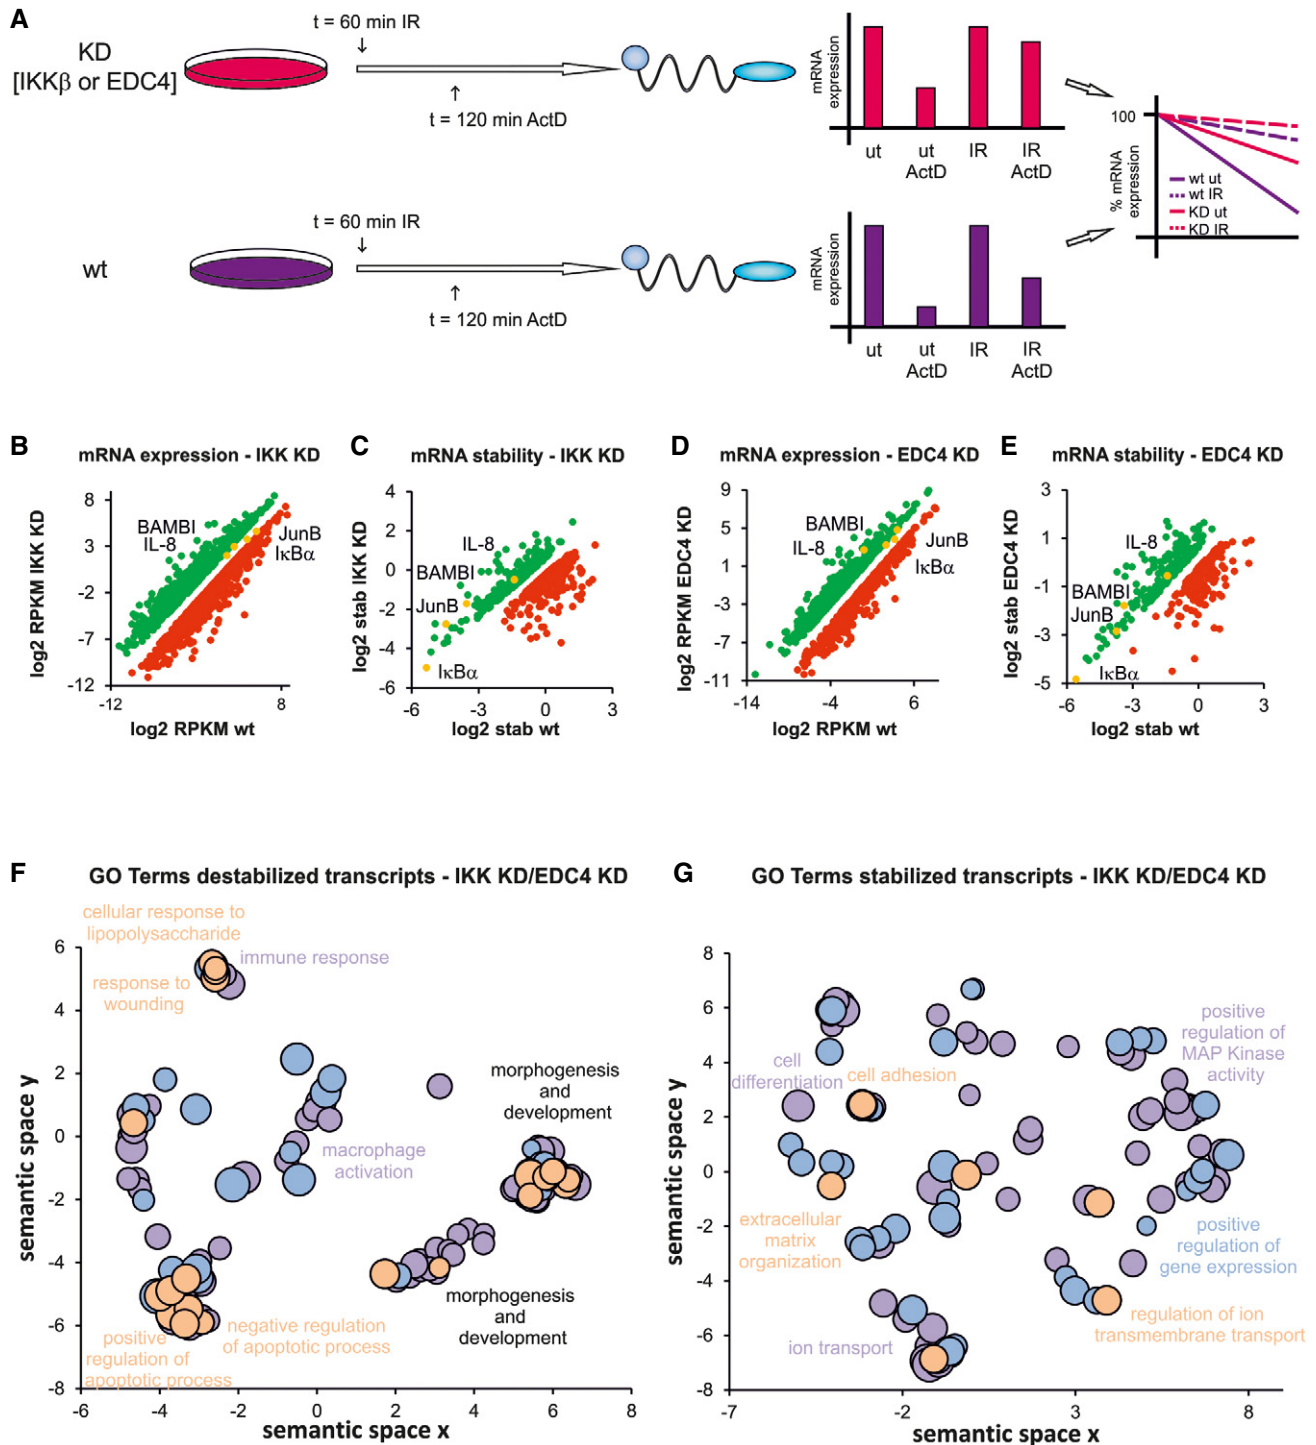 A
t = 60 min IR
KD
[IKKβ or EDC4]
t = 120 min ActD
mRNA
expression
ut
ut
ActD
IR
IR
ActD
t = 60 min IR
wt
t = 120 min ActD
mRNA
expression
ut
ut
ActD
IR
IR
ActD
100
% mRNA
expression
wt ut
wt IR
KD ut
KD IR
B
mRNA expression - IKK KD
log2 RPKM IKK KD
8
3
-2
-7
-12
BAMBI
IL-8
JunB
IκBα
-12
8
log2 RPKM wt
C
mRNA stability - IKK KD
log2 stab IKK KD
4
2
0
-2
-4
-6
IL-8
BAMBI
JunB
IκBα
-6
-3
0
3
log2 stab wt
D
mRNA expression - EDC4 KD
log2 RPKM EDC4 KD
9
5
1
-3
-7
-11
BAMBI
IL-8
JunB
IκBα
-14
-4
6
log2 RPKM wt
E
mRNA stability - EDC4 KD
log2 stab EDC4 KD
3
1
-1
-3
-5
IL-8
BAMBI
JunB
IκBα
-6
-3
0
3
log2 stab wt
F
GO Terms destabilized transcripts - IKK KD/EDC4 KD
cellular response to
lipopolysaccharide
immune response
response to
wounding
morphogenesis
and
development
macrophage
activation
morphogenesis
and
development
negative regulation
of apoptotic process
positive
regulation of
apoptotic process
semantic space y
6
4
2
0
-2
-4
-6
-8
-6
-4
-2
0
2
4
6
8
semantic space x
G
GO Terms stabilized transcripts - IKK KD/EDC4 KD
positive
regulation of
MAP Kinase
activity
cell
differentiation
cell adhesion
extracellular
matrix
organization
positive
regulation of
gene expression
regulation of ion
transmembrane transport
ion transport
semantic space y
8
6
4
2
0
-2
-4
-6
-8
-7
-2
3
8
semantic space x